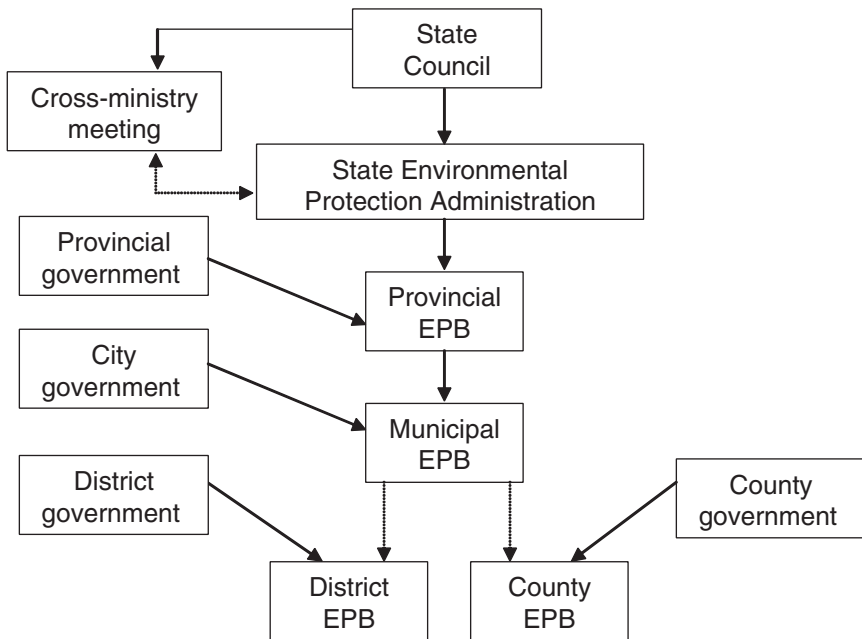 State
Council
Cross-ministry
meeting
State Environmental
Protection Administration
Provincial
government
Provincial
EPB
City
government
Municipal
EPB
District
government
County
government
District
EPB
County
EPB